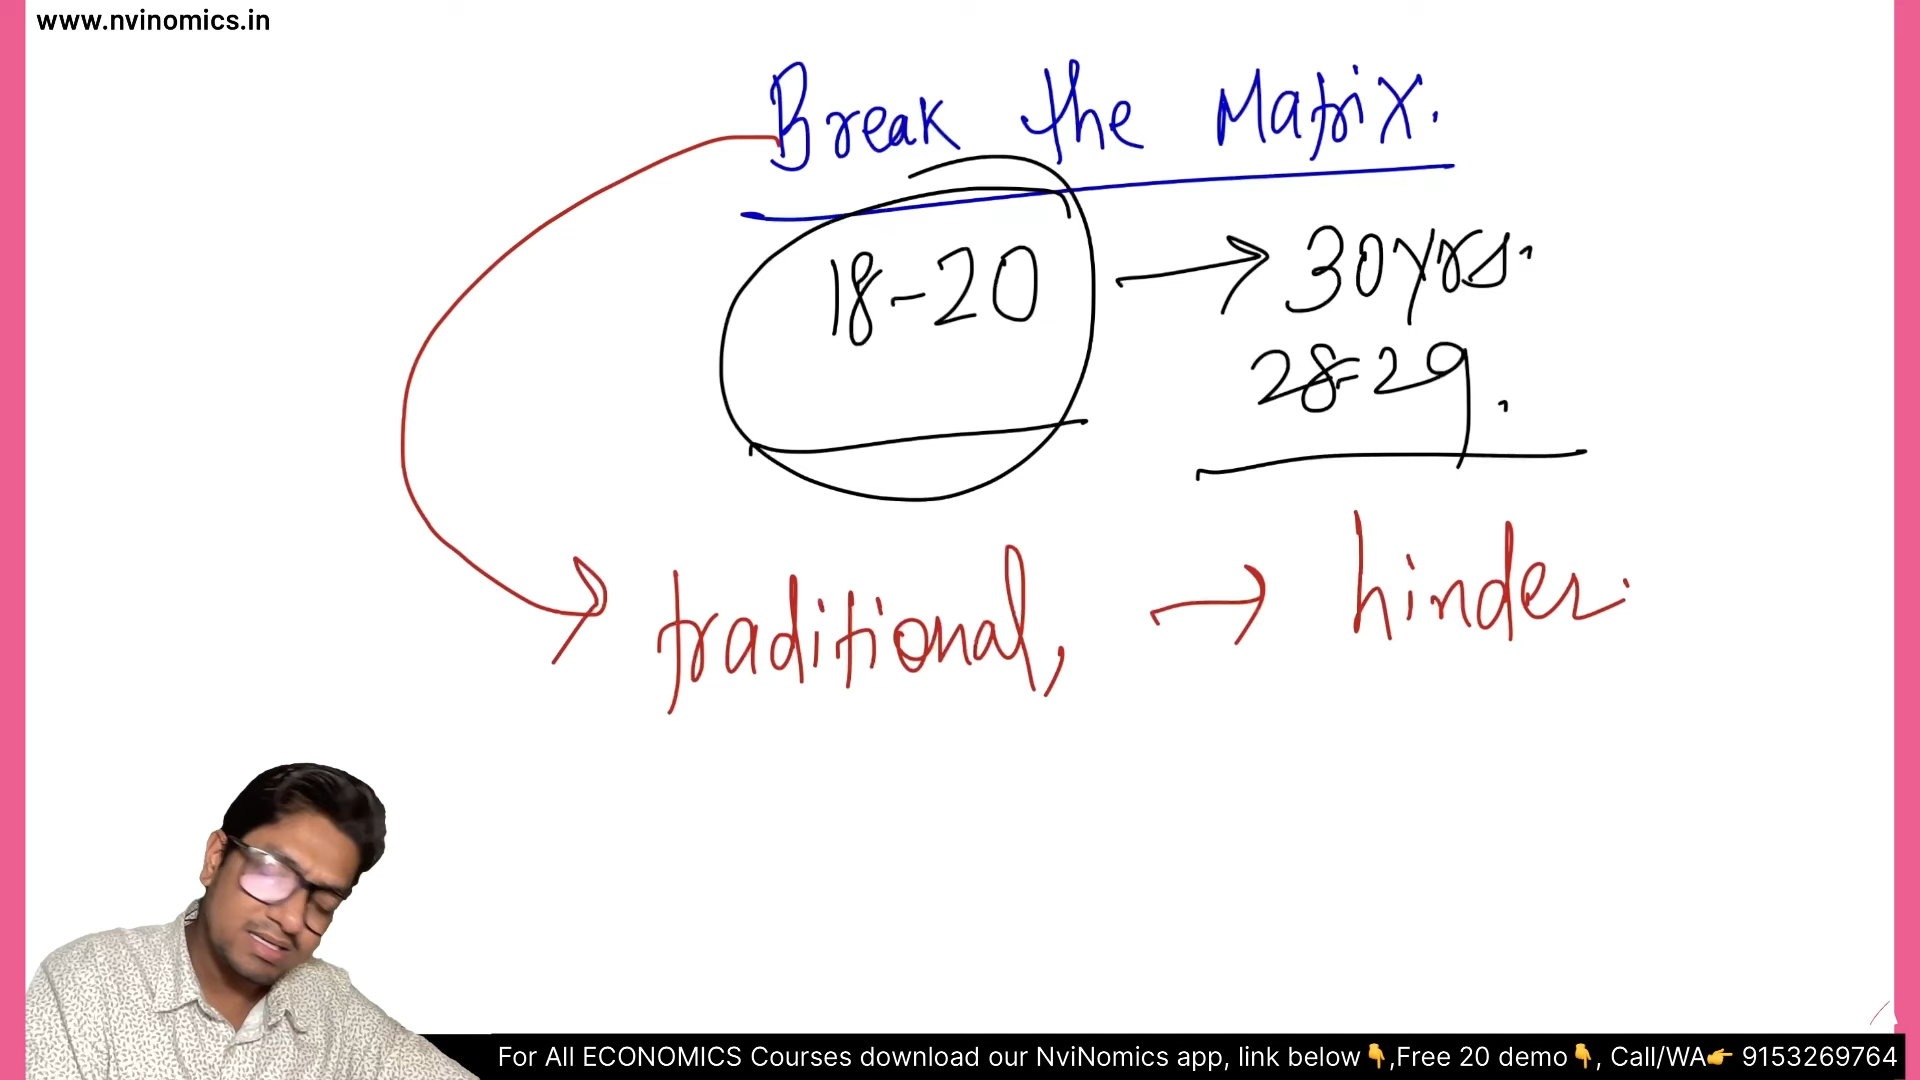 www.nvinomics.in
Break the Matrix.
18-20 → 30yrs.
28-29.
traditional, → hinder.
For All ECONOMICS Courses download our NviNomics app, link below👇,Free 20 demo👇, Call/WA👉 9153269764